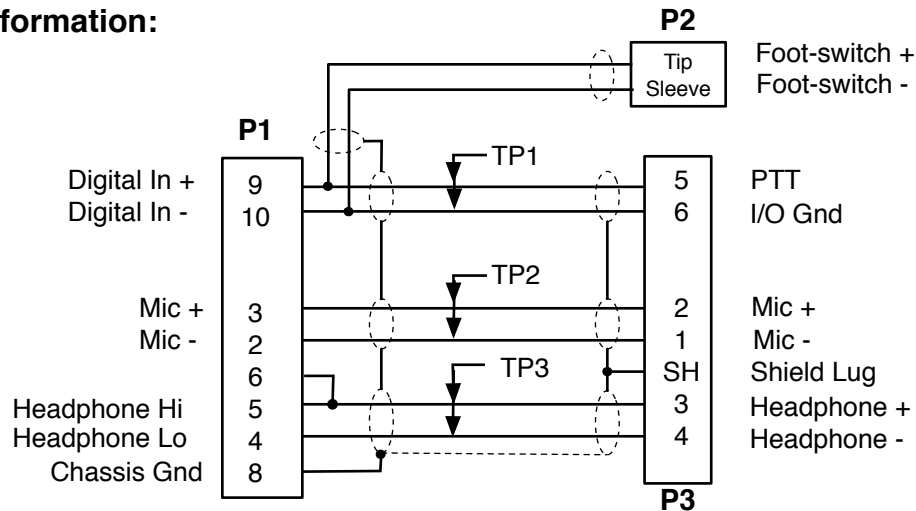 formation:
P2
Tip
Foot-switch +
Sleeve
Foot-switch -
P1
TP1
Digital In +
9
5
PTT
Digital In -
10
6
I/O Gnd
TP2
Mic +
3
2
Mic +
Mic -
2
1
Mic -
6
TP3
SH
Shield Lug
Headphone Hi
5
3
Headphone +
Headphone Lo
4
4
Headphone -
Chassis Gnd
8
P3